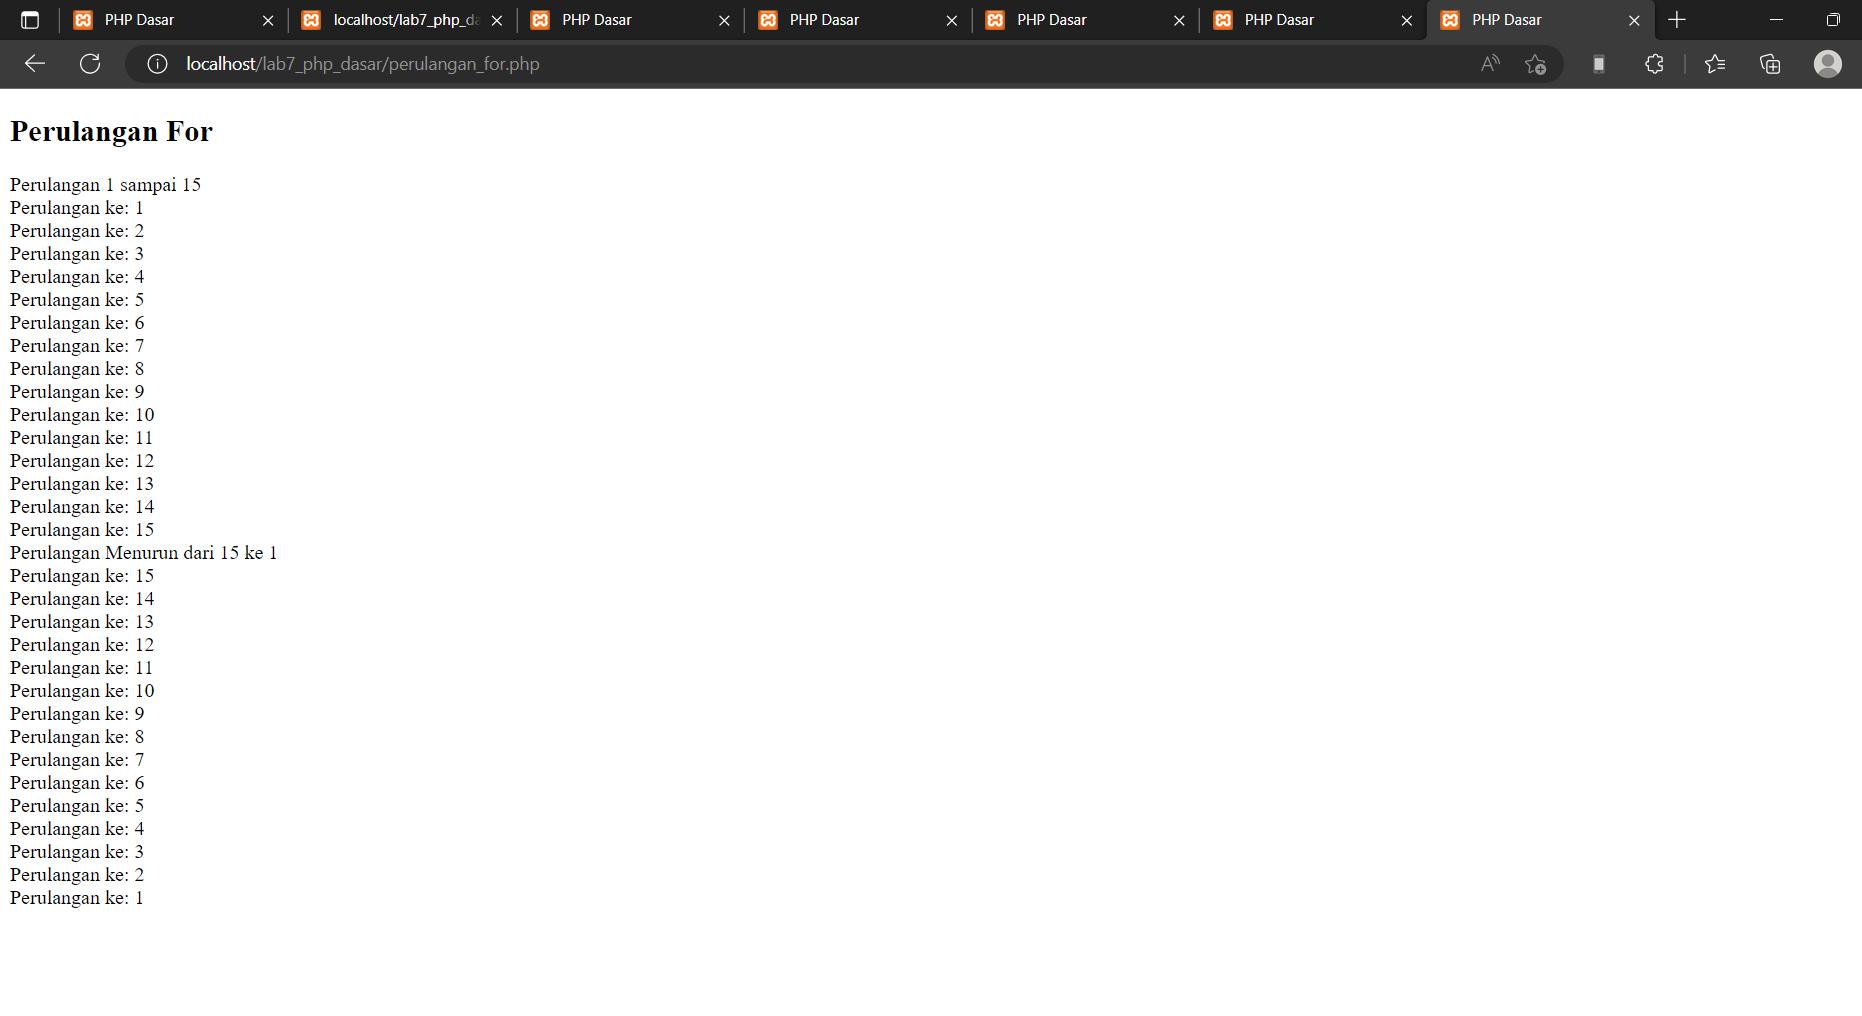 PHP Dasar
localhost/lab7_php_da
PHP Dasar
PHP Dasar
PHP Dasar
PHP Dasar
PHP Dasar
localhost/lab7_php_dasar/perulangan_for.php
Perulangan For
Perulangan 1 sampai 15
Perulangan ke: 1
Perulangan ke: 2
Perulangan ke: 3
Perulangan ke: 4
Perulangan ke: 5
Perulangan ke: 6
Perulangan ke: 7
Perulangan ke: 8
Perulangan ke: 9
Perulangan ke: 10
Perulangan ke: 11
Perulangan ke: 12
Perulangan ke: 13
Perulangan ke: 14
Perulangan ke: 15
Perulangan Menurun dari 15 ke 1
Perulangan ke: 15
Perulangan ke: 14
Perulangan ke: 13
Perulangan ke: 12
Perulangan ke: 11
Perulangan ke: 10
Perulangan ke: 9
Perulangan ke: 8
Perulangan ke: 7
Perulangan ke: 6
Perulangan ke: 5
Perulangan ke: 4
Perulangan ke: 3
Perulangan ke: 2
Perulangan ke: 1